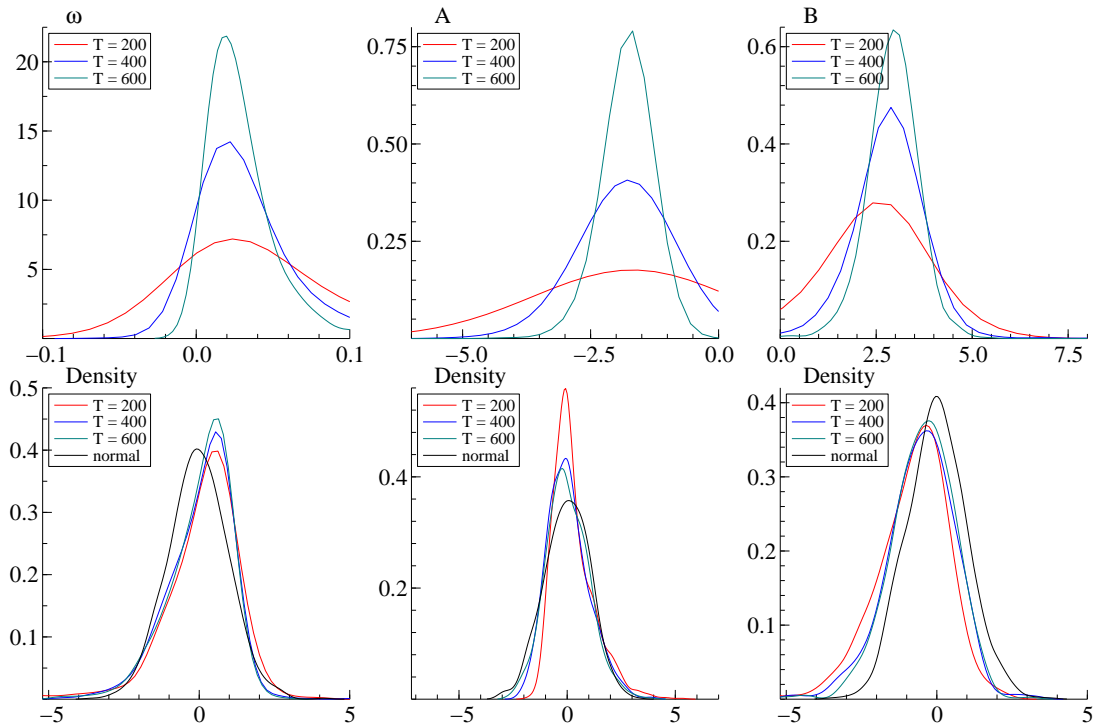 ω
T = 200
T = 400
T = 600
20
15
10
5
−0.1
0.0
0.1
A
T = 200
T = 400
T = 600
0.75
0.50
0.25
−5.0
−2.5
0.0
B
T = 200
T = 400
T = 600
0.6
0.4
0.2
0.0
2.5
5.0
7.5
Density
T = 200
T = 400
T = 600
normal
0.5
0.4
0.3
0.2
0.1
−5
0
5
Density
T = 200
T = 400
T = 600
normal
0.4
0.2
−5
0
5
Density
T = 200
T = 400
T = 600
normal
0.4
0.3
0.2
0.1
−5
0
5